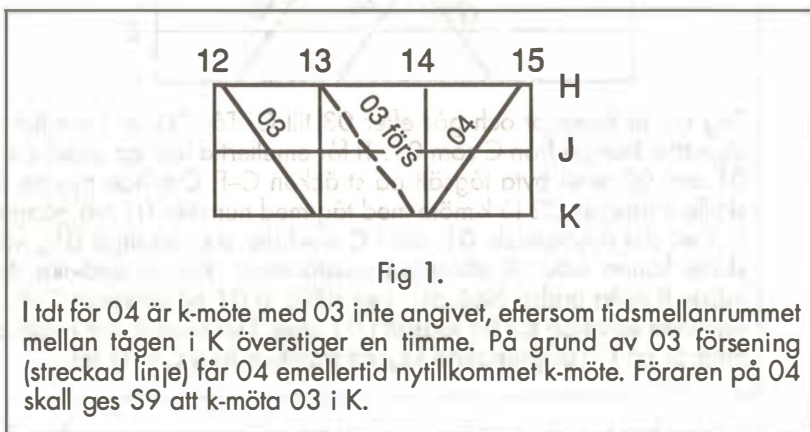 12 13 14 15
H
03
03 förs
04
J
K
Fig 1.
I tdt för 04 är k-möte med 03 inte angivet, eftersom tidsmellanrummet
mellan tågen i K överstiger en timme. På grund av 03 försening
(streckad linje) får 04 emellertid nytillkommet k-möte. Föraren på 04
skall ges S9 att k-möta 03 i K.